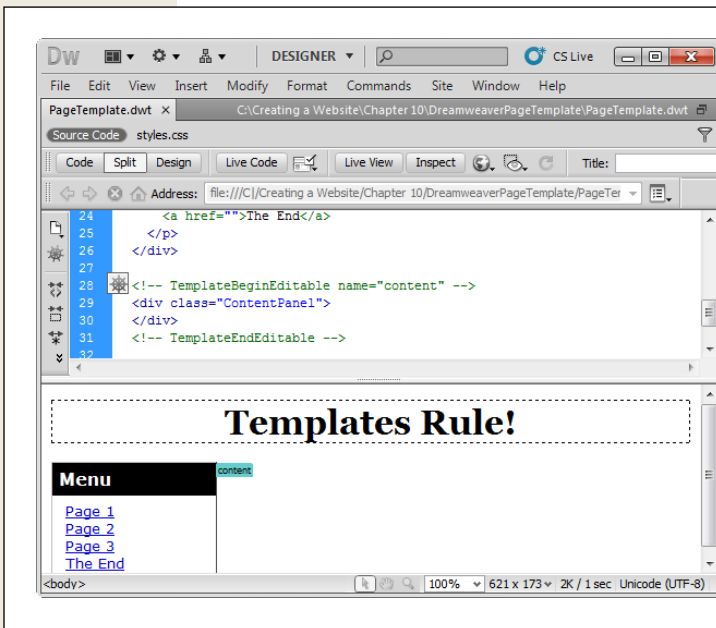 Dw DESIGNER CS Live
File Edit View Insert Modify Format Commands Site Window Help
PageTemplate.dwt × C:\Creating a Website\Chapter 10\DreamweaverPageTemplate\PageTemplate.dwt
Source Code styles.css
Code Split Design Live Code Live View Inspect Title:
Address: file:///C|/Creating a Website/Chapter 10/DreamweaverPageTemplate/PageTer
24 <a href="">The End</a>
25 </p>
26 </div>
27
28 <!-- TemplateBeginEditable name="content" -->
29 <div class="ContentPanel">
30 </div>
31 <!-- TemplateEndEditable -->
32
Templates Rule!
content
Menu
Page 1
Page 2
Page 3
The End
<body> 100% 621 x 173 2K / 1 sec Unicode (UTF-8)